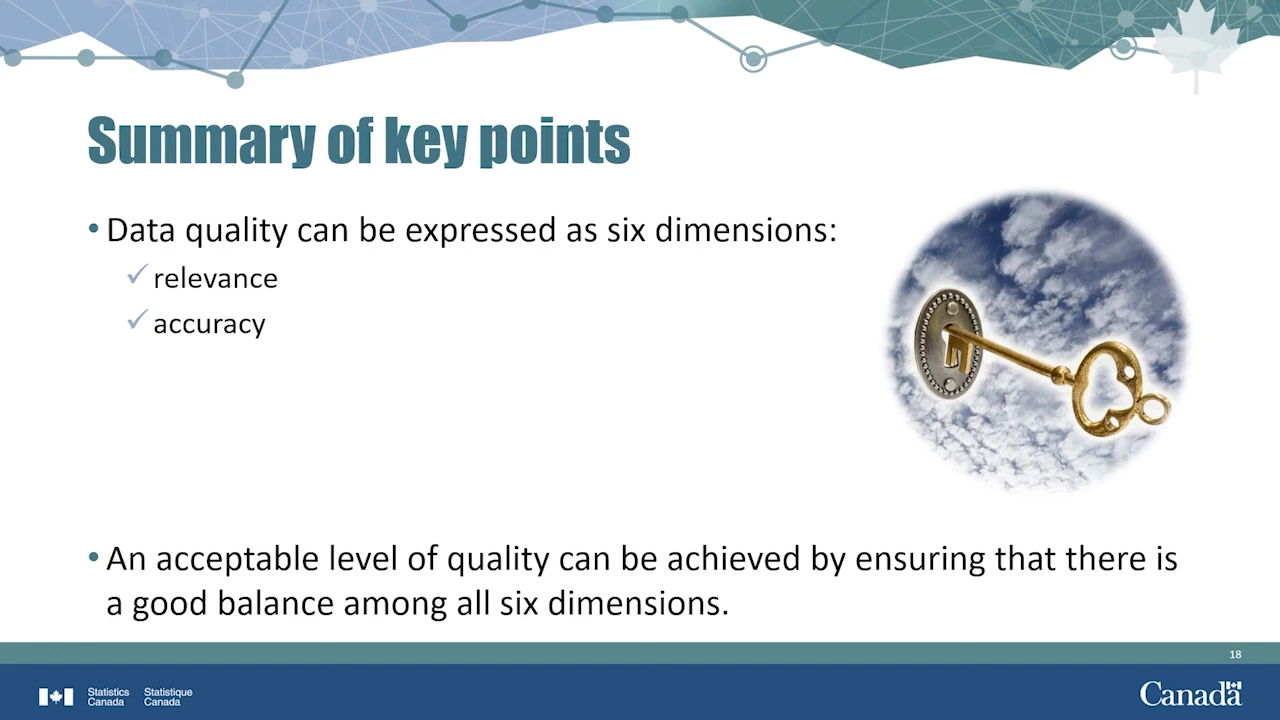 Summary of key points
• Data quality can be expressed as six dimensions:
✓ relevance
✓ accuracy
• An acceptable level of quality can be achieved by ensuring that there is
a good balance among all six dimensions.
18
Statistics Statistique
Canada Canada
Canada